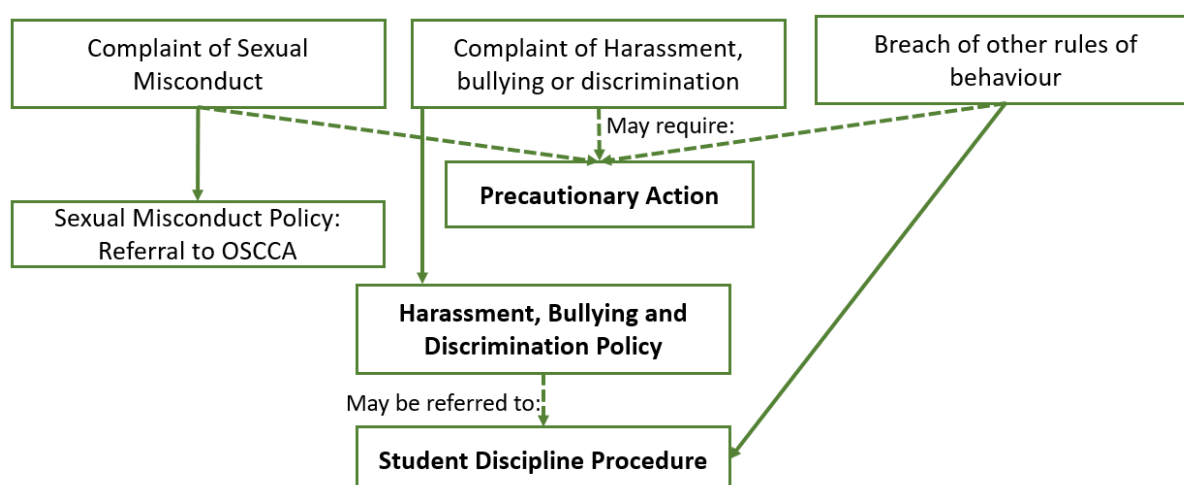 Complaint of Sexual
Misconduct
Complaint of Harassment,
bullying or discrimination
Breach of other rules of
behaviour
May require:
Precautionary Action
Sexual Misconduct Policy:
Referral to OSCCA
Harassment, Bullying and
Discrimination Policy
May be referred to:
Student Discipline Procedure